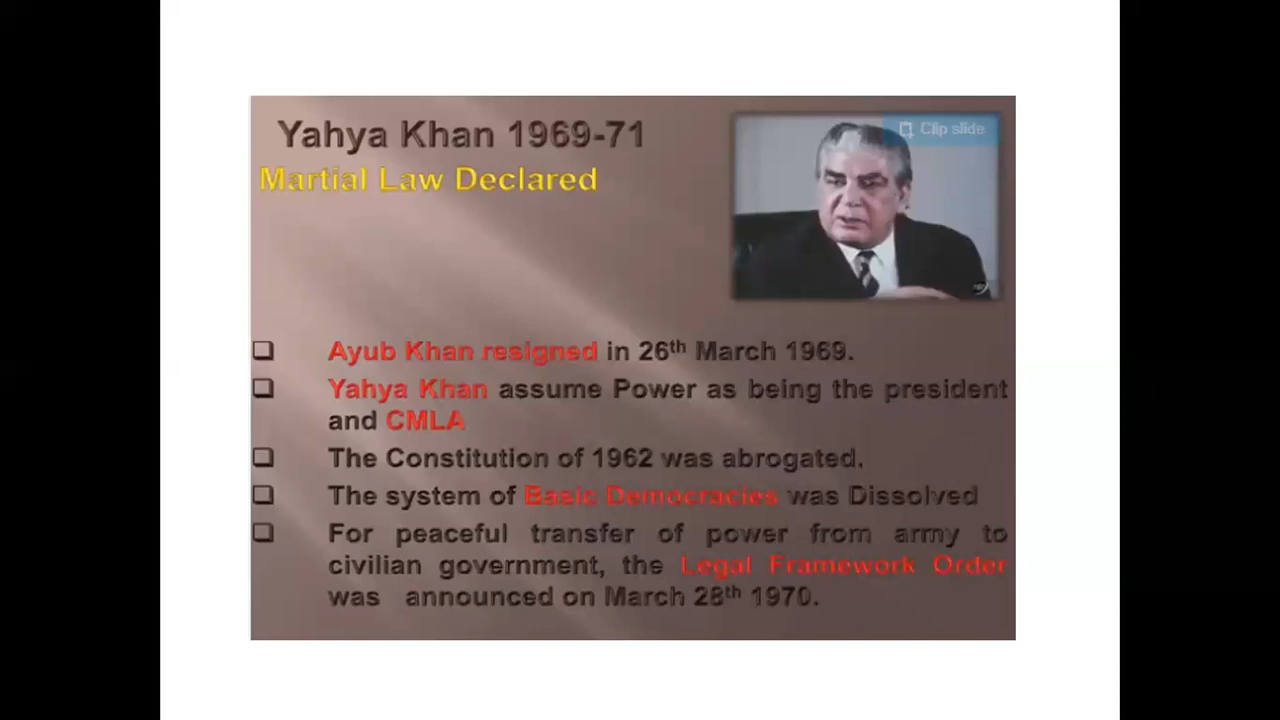 Yahya Khan 1969-71
Clip slide
Martial Law Declared
Ayub Khan resigned in 26th March 1969.
Yahya Khan assume Power as being the president
and CMLA
The Constitution of 1962 was abrogated.
The system of Basic Democracies was Dissolved
For peaceful transfer of power from army to
civilian government, the Legal Framework Order
was announced on March 28th 1970.